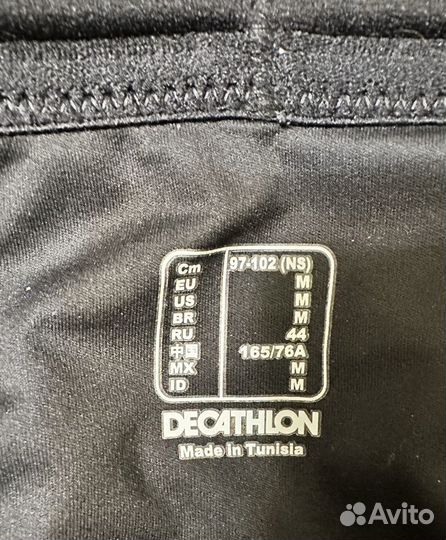 Cm 97-102 (NS)
EU M
US M
BR M
RU 44
中国 165/76A
MX M
ID M
DECATHLON
Made in Tunisia
Avito